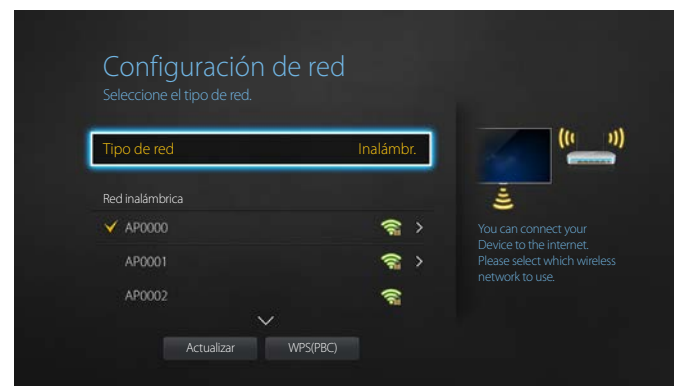 Configuración de red
Seleccione el tipo de red.
Tipo de red Inalámbr.
Red inalámbrica
AP0000
AP0001
AP0002
Actualizar WPS(PBC)
You can connect your
Device to the internet.
Please select which wireless
network to use.